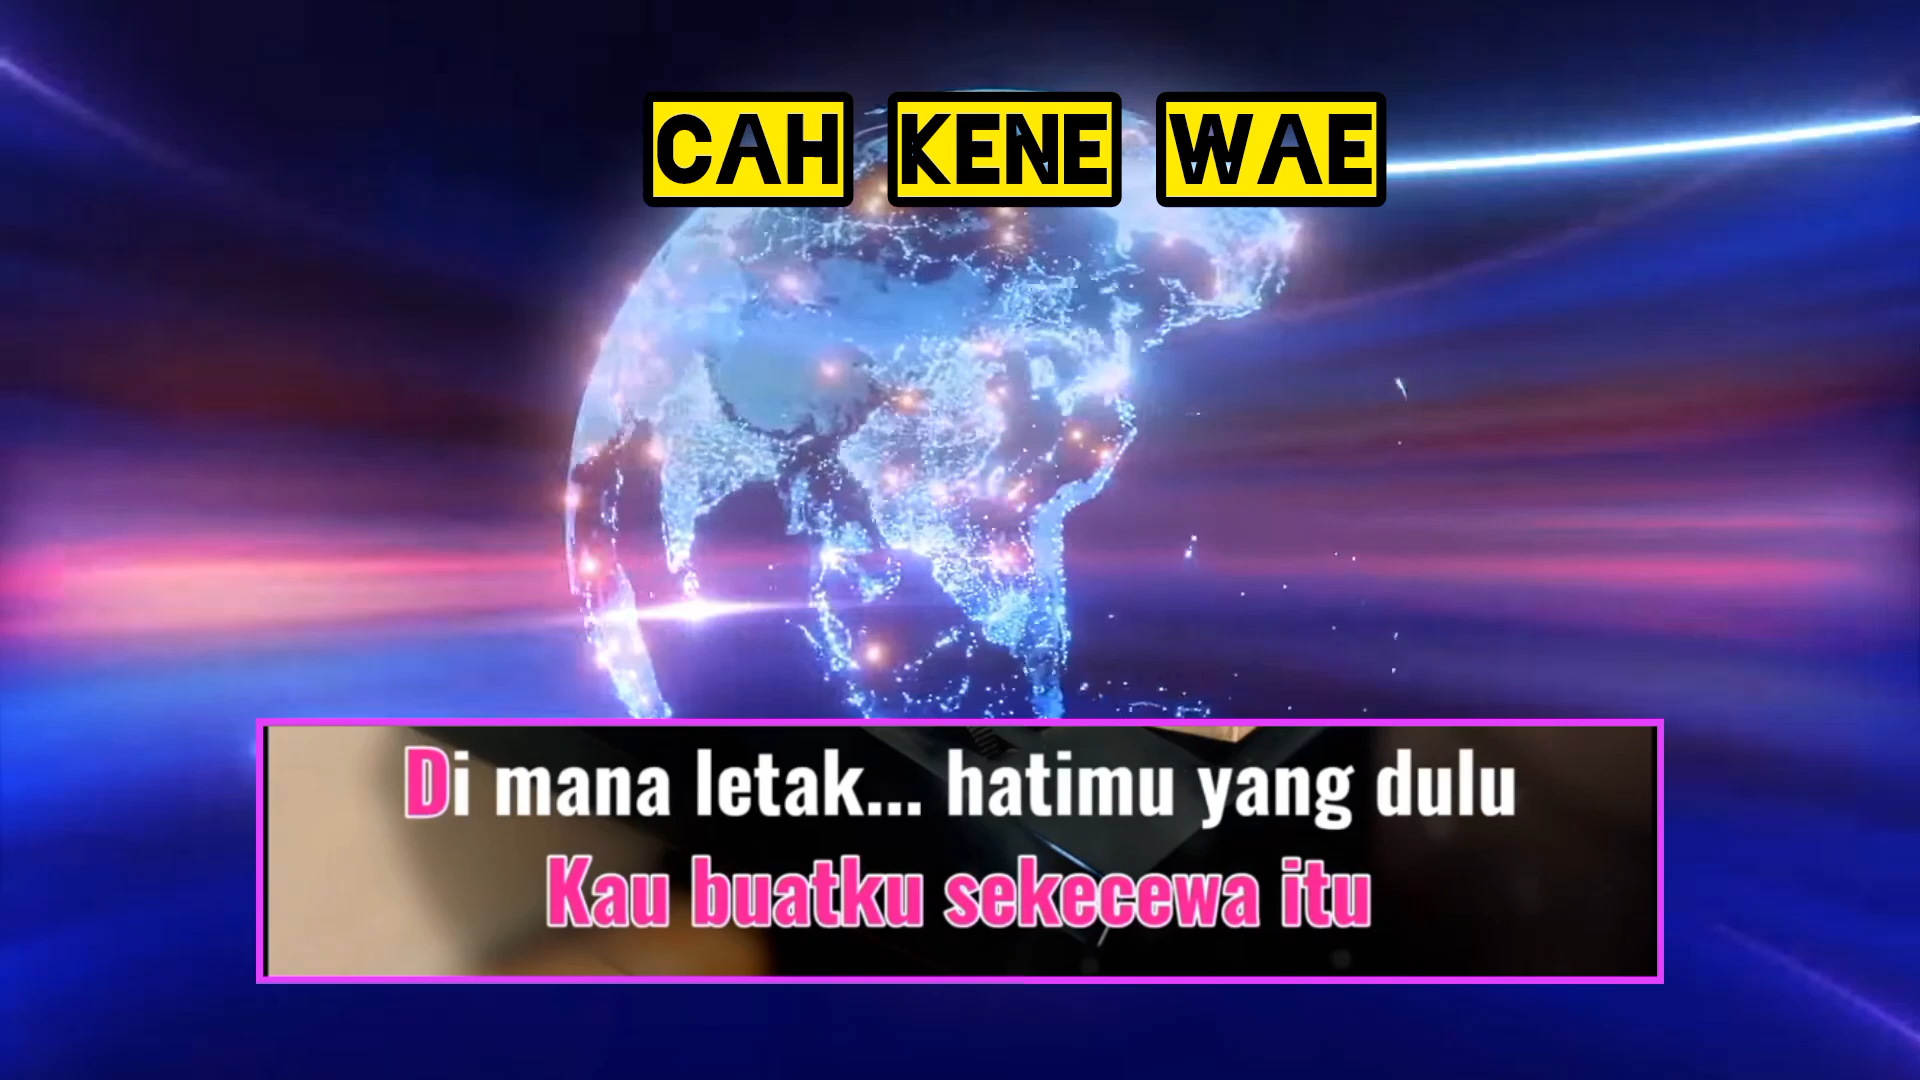 CAH KENE WAE
Di mana letak... hatimu yang dulu
Kau buatku sekecewa itu